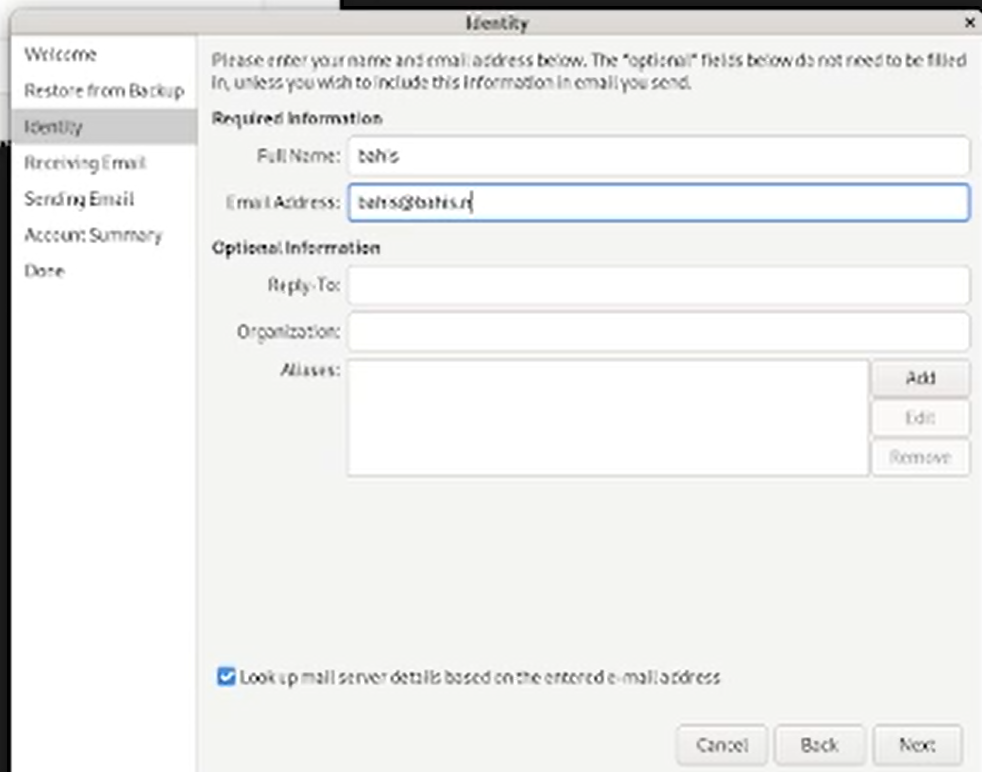 Identity
Welcome
Restore from Backup
Identity
Receiving Email
Sending Email
Account Summary
Done
Please enter your name and email address below. The "optional" fields below do not need to be filled
in, unless you wish to include this information in email you send.
Required Information
Full Name: bahis
Email Address: bahis@bahis.n
Optional Information
Reply-To:
Organization:
Aliases:
Add
Edit
Remove
Look up mail server details based on the entered e-mail address
Cancel Back Next